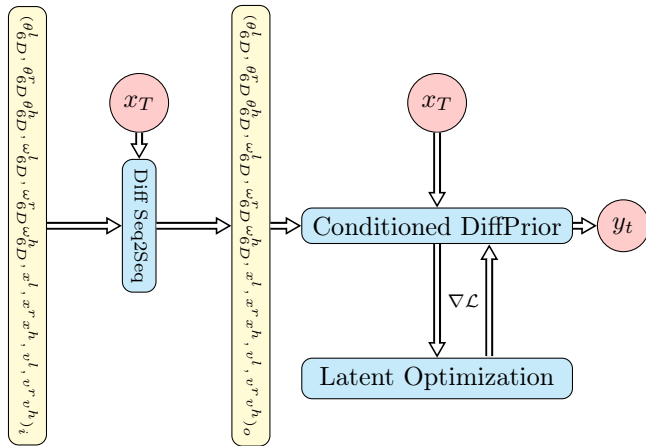 (θ^l_{6D}, θ^r_{6D}θ^h_{6D}, ω^l_{6D}, ω^r_{6D}ω^h_{6D}, x^l, x^r x^h, v^l, v^r v^h)_i
x_T
Diff Seq2Seq
(θ^l_{6D}, θ^r_{6D}θ^h_{6D}, ω^l_{6D}, ω^r_{6D}ω^h_{6D}, x^l, x^r x^h, v^l, v^r v^h)_o
x_T
Conditioned DiffPrior
y_t
∇ℒ
Latent Optimization